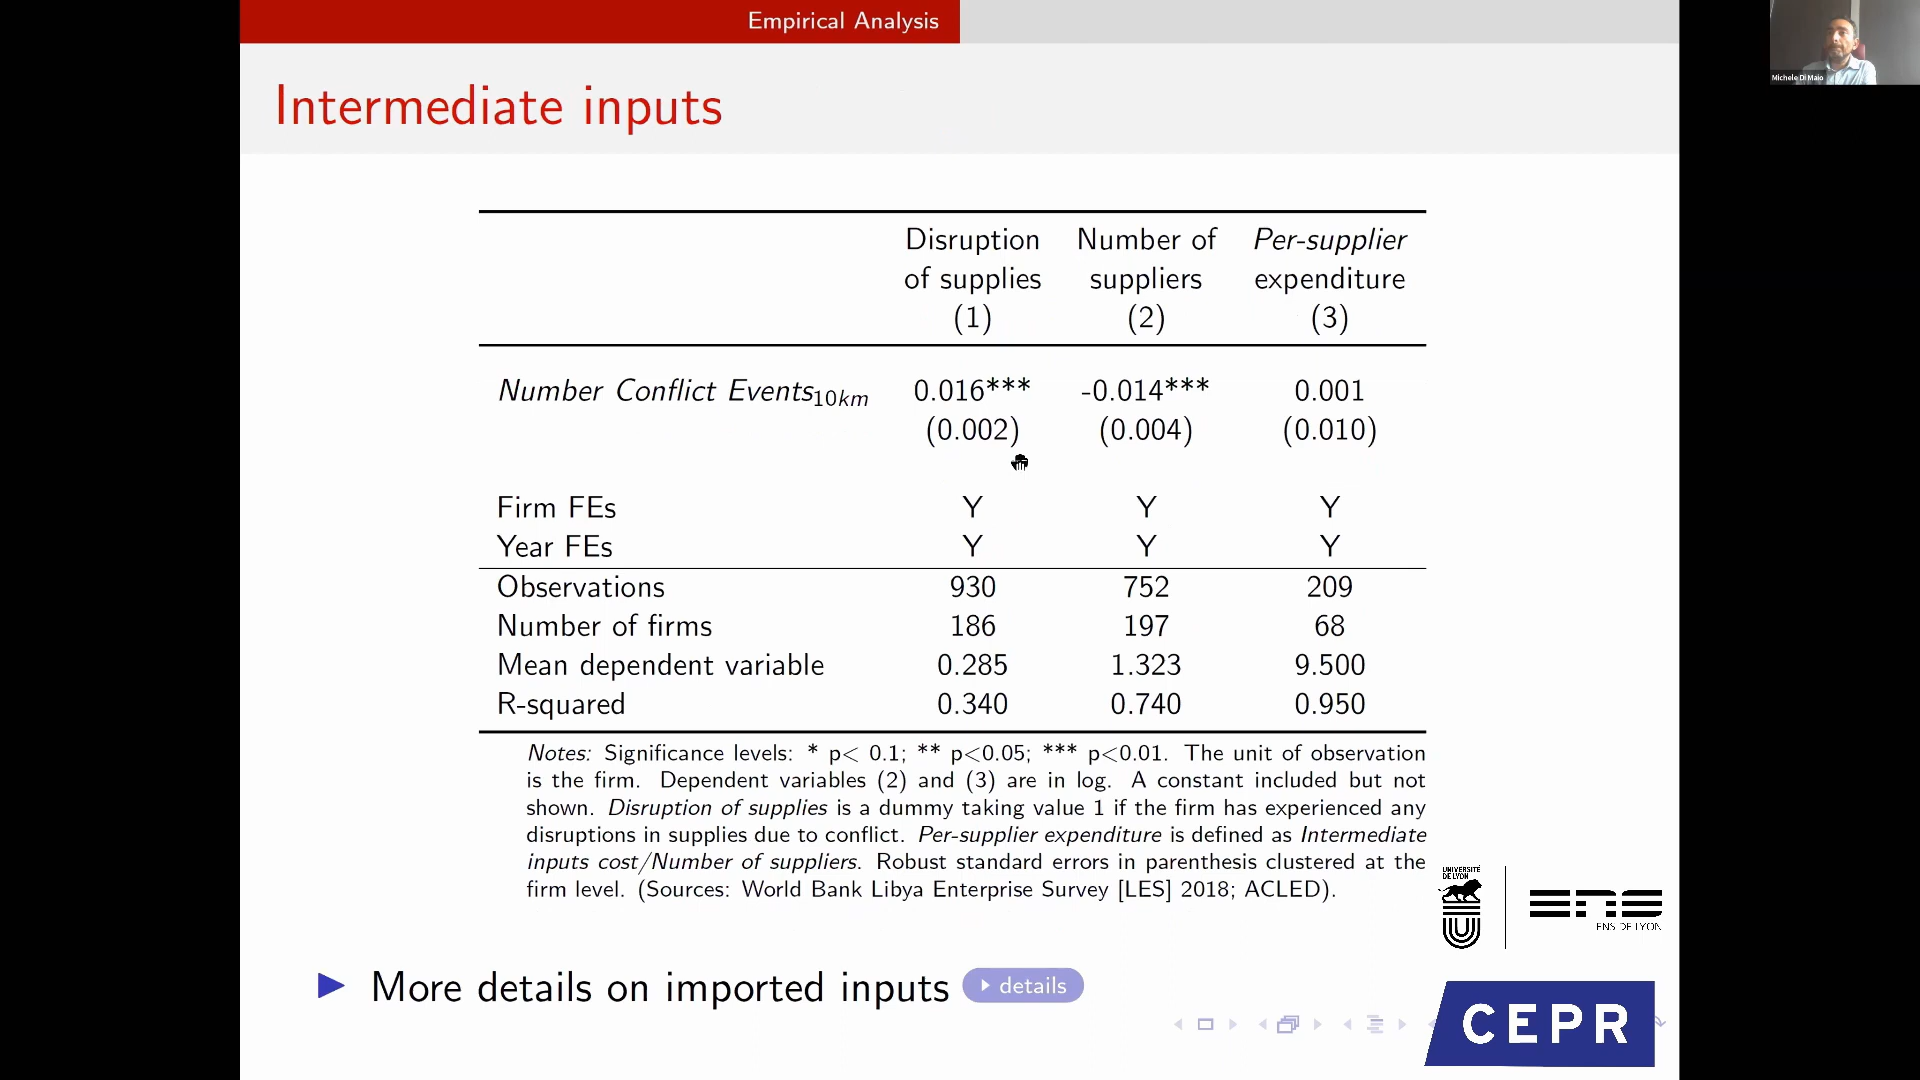 Empirical Analysis
Michele Di Maio
Intermediate inputs
Disruption Number of Per-supplier
of supplies suppliers expenditure
(1) (2) (3)
Number Conflict Events10km 0.016*** -0.014*** 0.001
(0.002) (0.004) (0.010)
Firm FEs Y Y Y
Year FEs Y Y Y
Observations 930 752 209
Number of firms 186 197 68
Mean dependent variable 0.285 1.323 9.500
R-squared 0.340 0.740 0.950
Notes: Significance levels: * p< 0.1; ** p<0.05; *** p<0.01. The unit of observation
is the firm. Dependent variables (2) and (3) are in log. A constant included but not
shown. Disruption of supplies is a dummy taking value 1 if the firm has experienced any
disruptions in supplies due to conflict. Per-supplier expenditure is defined as Intermediate
inputs cost/Number of suppliers. Robust standard errors in parenthesis clustered at the
firm level. (Sources: World Bank Libya Enterprise Survey [LES] 2018; ACLED).
UNIVERSITÉ
DE LYON
ENS
ENS DE LYON
More details on imported inputs details
CEPR